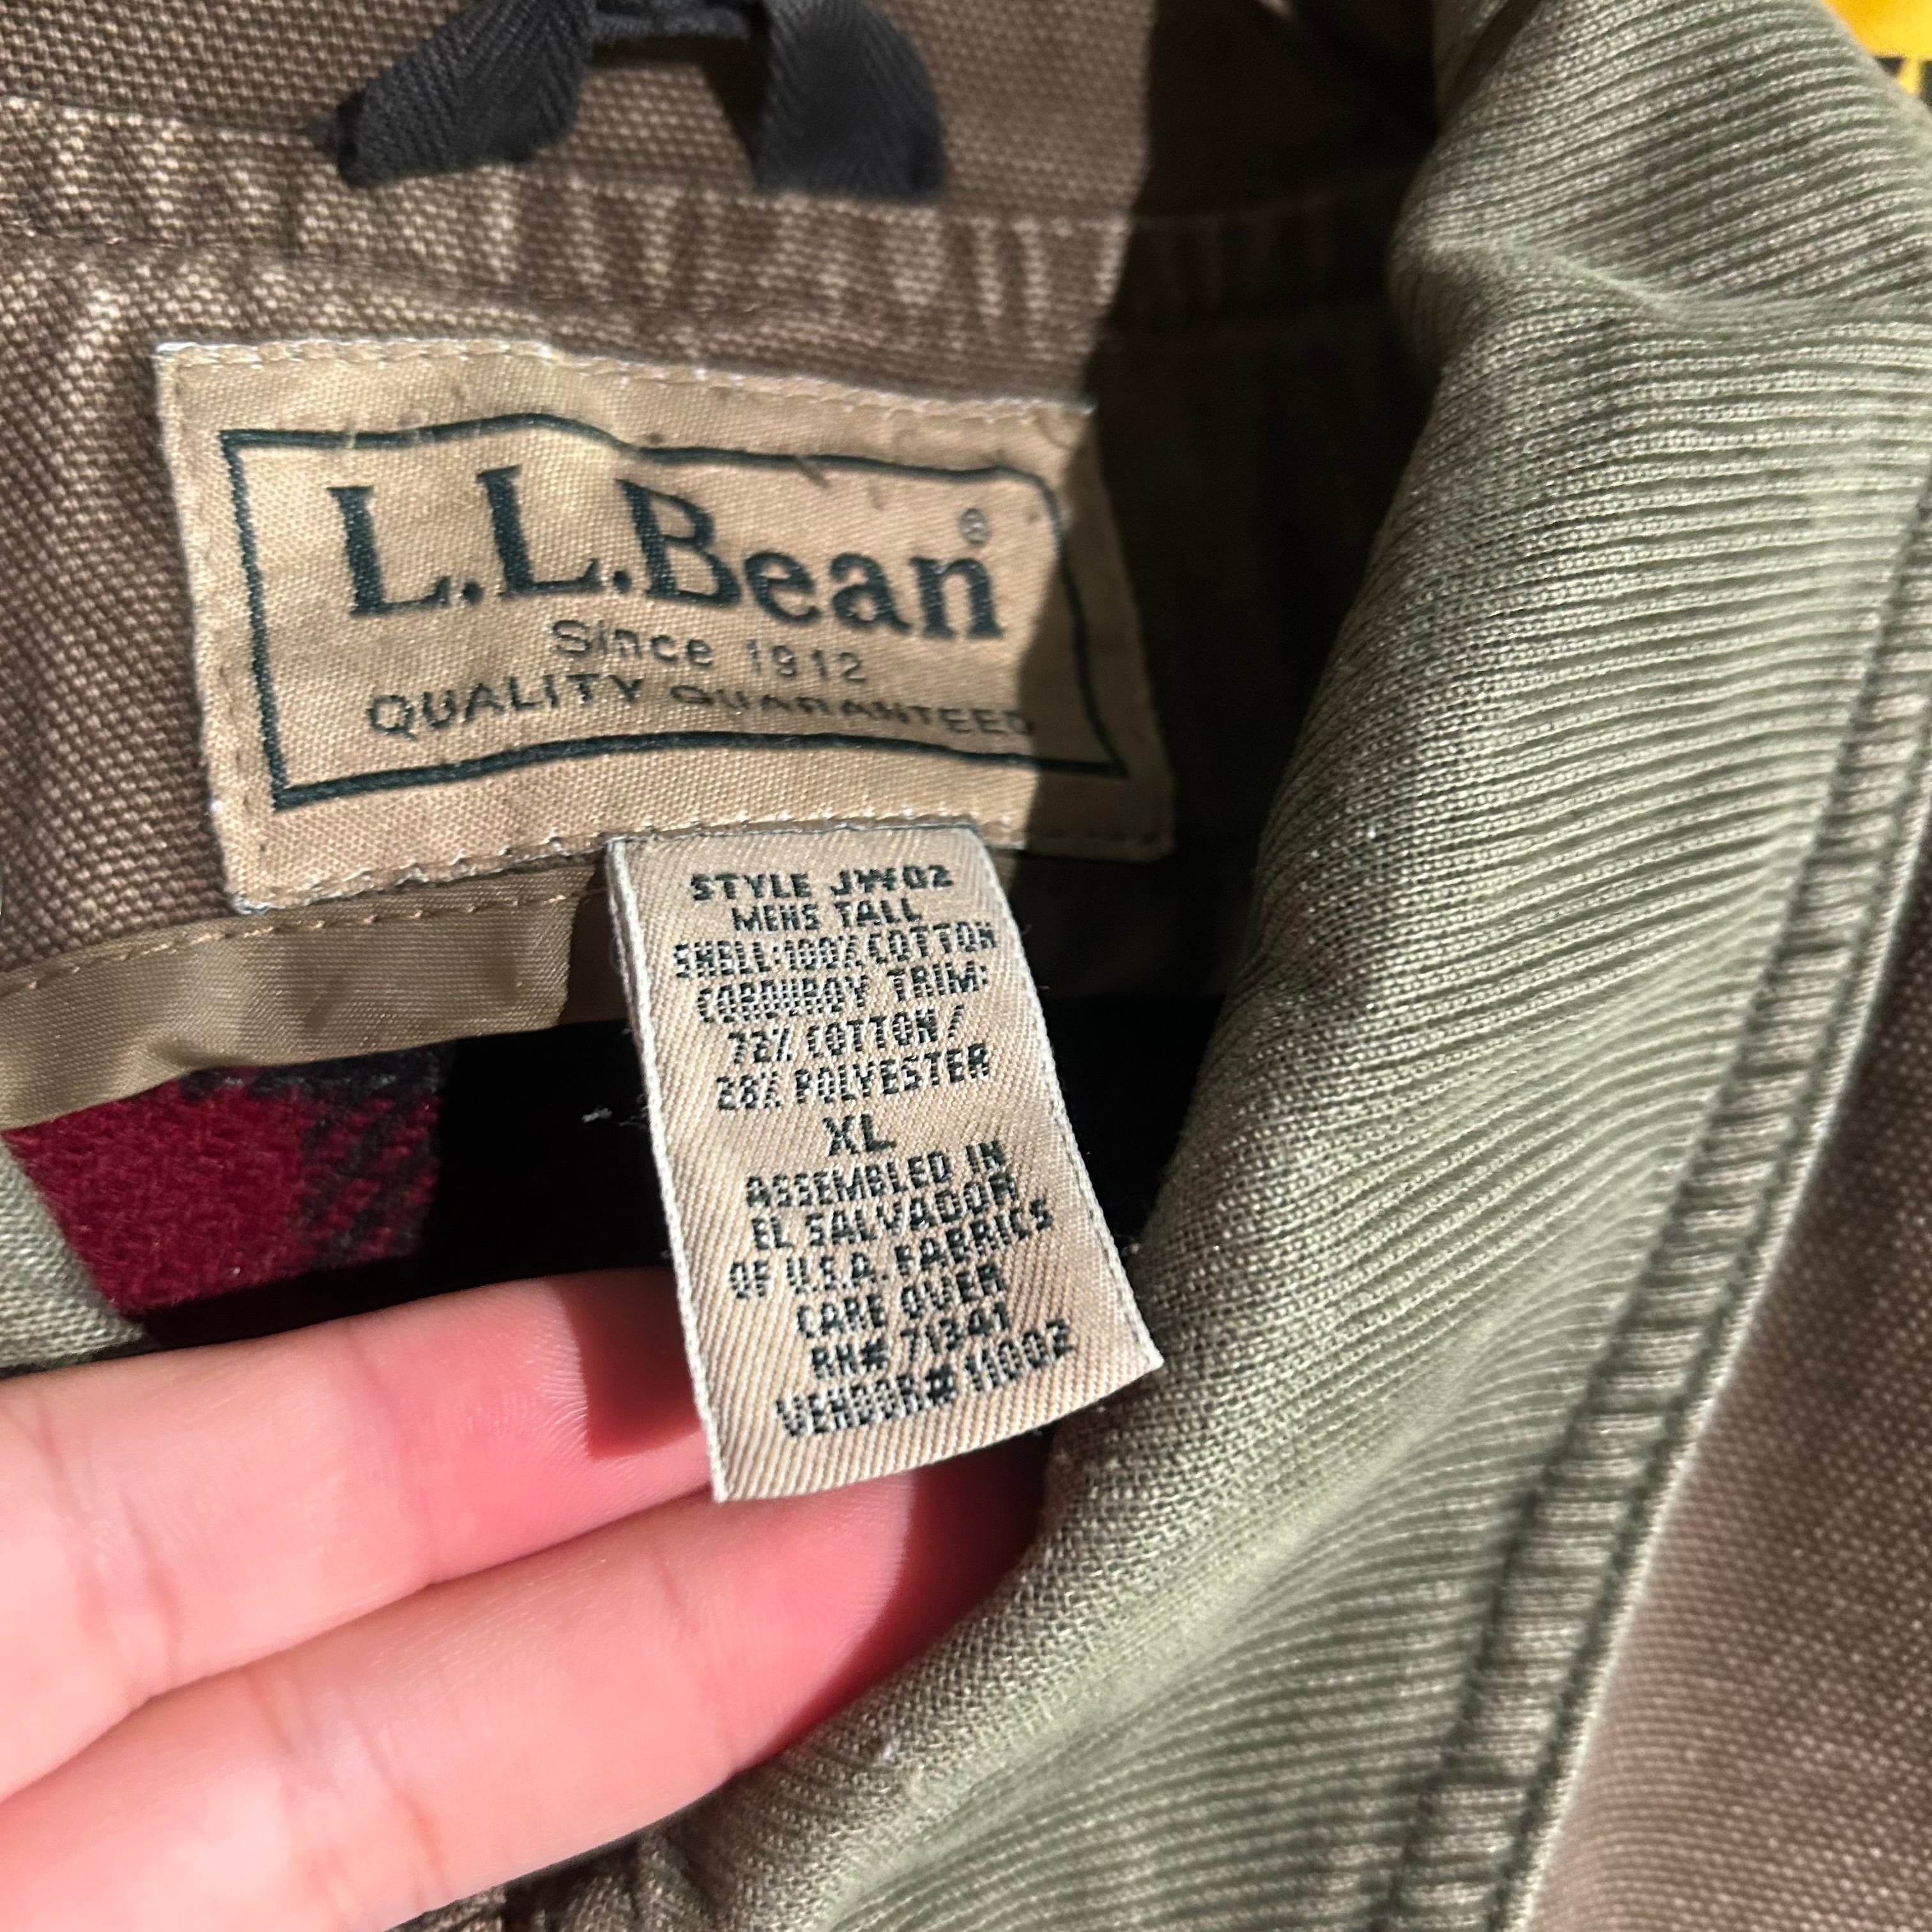 L.L.Bean®
Since 1912
QUALITY GUARANTEED
STYLE JW02
MENS TALL
SHELL:100% COTTON
CORDUROY TRIM:
72% COTTON/
28% POLYESTER
XL
ASSEMBLED IN
EL SALVADOR
OF U.S.A. FABRICS
CARE OVER
RN# 71341
VENDOR# 11002